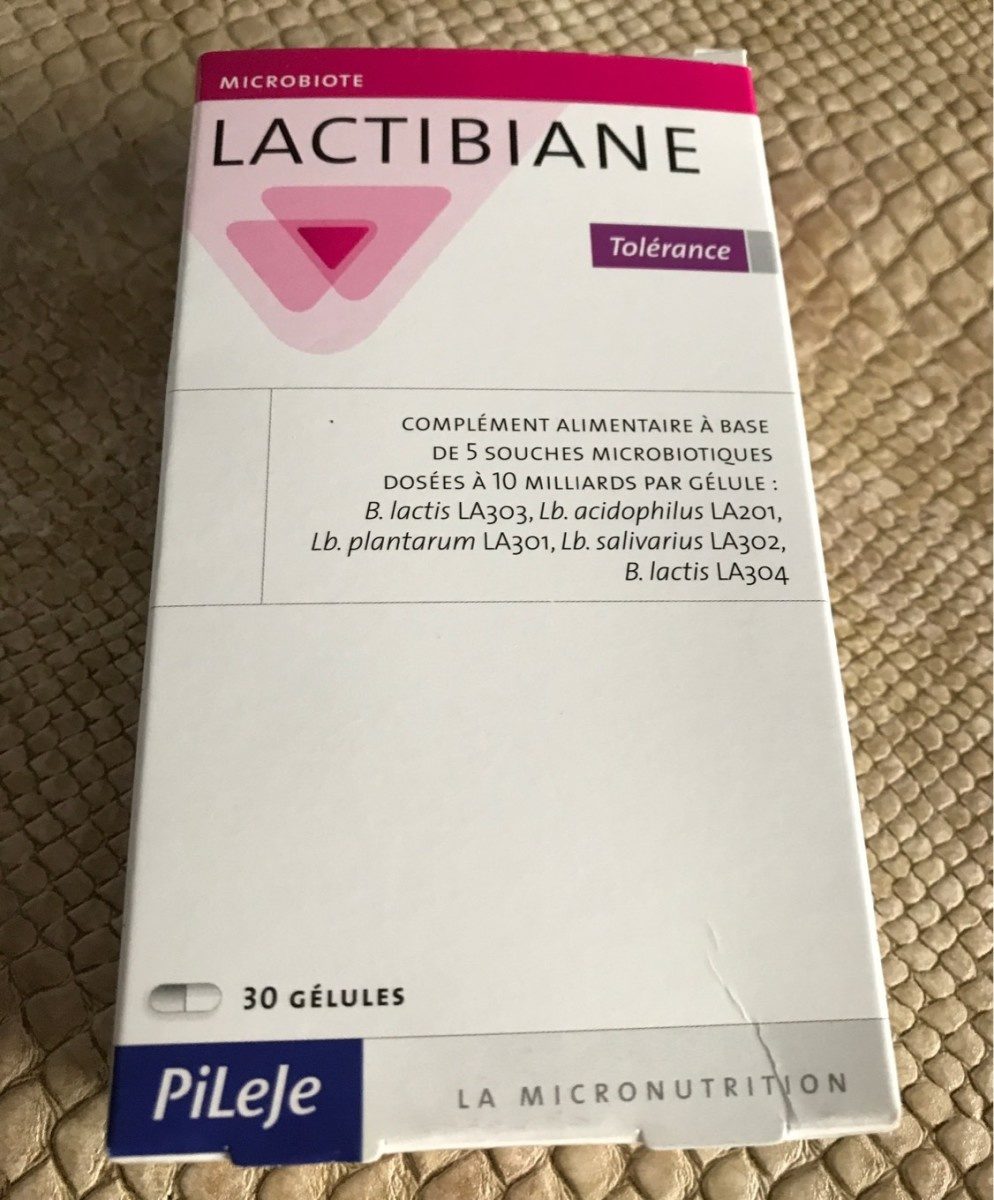 MICROBIOTE
LACTIBIANE
Tolérance
COMPLÉMENT ALIMENTAIRE À BASE
DE 5 SOUCHES MICROBIOTIQUES
DOSÉES À 10 MILLIARDS PAR GÉLULE :
B. lactis LA303, Lb. acidophilus LA201,
Lb. plantarum LA301, Lb. salivarius LA302,
B. lactis LA304
30 GÉLULES
PiLeJe
LA MICRONUTRITION